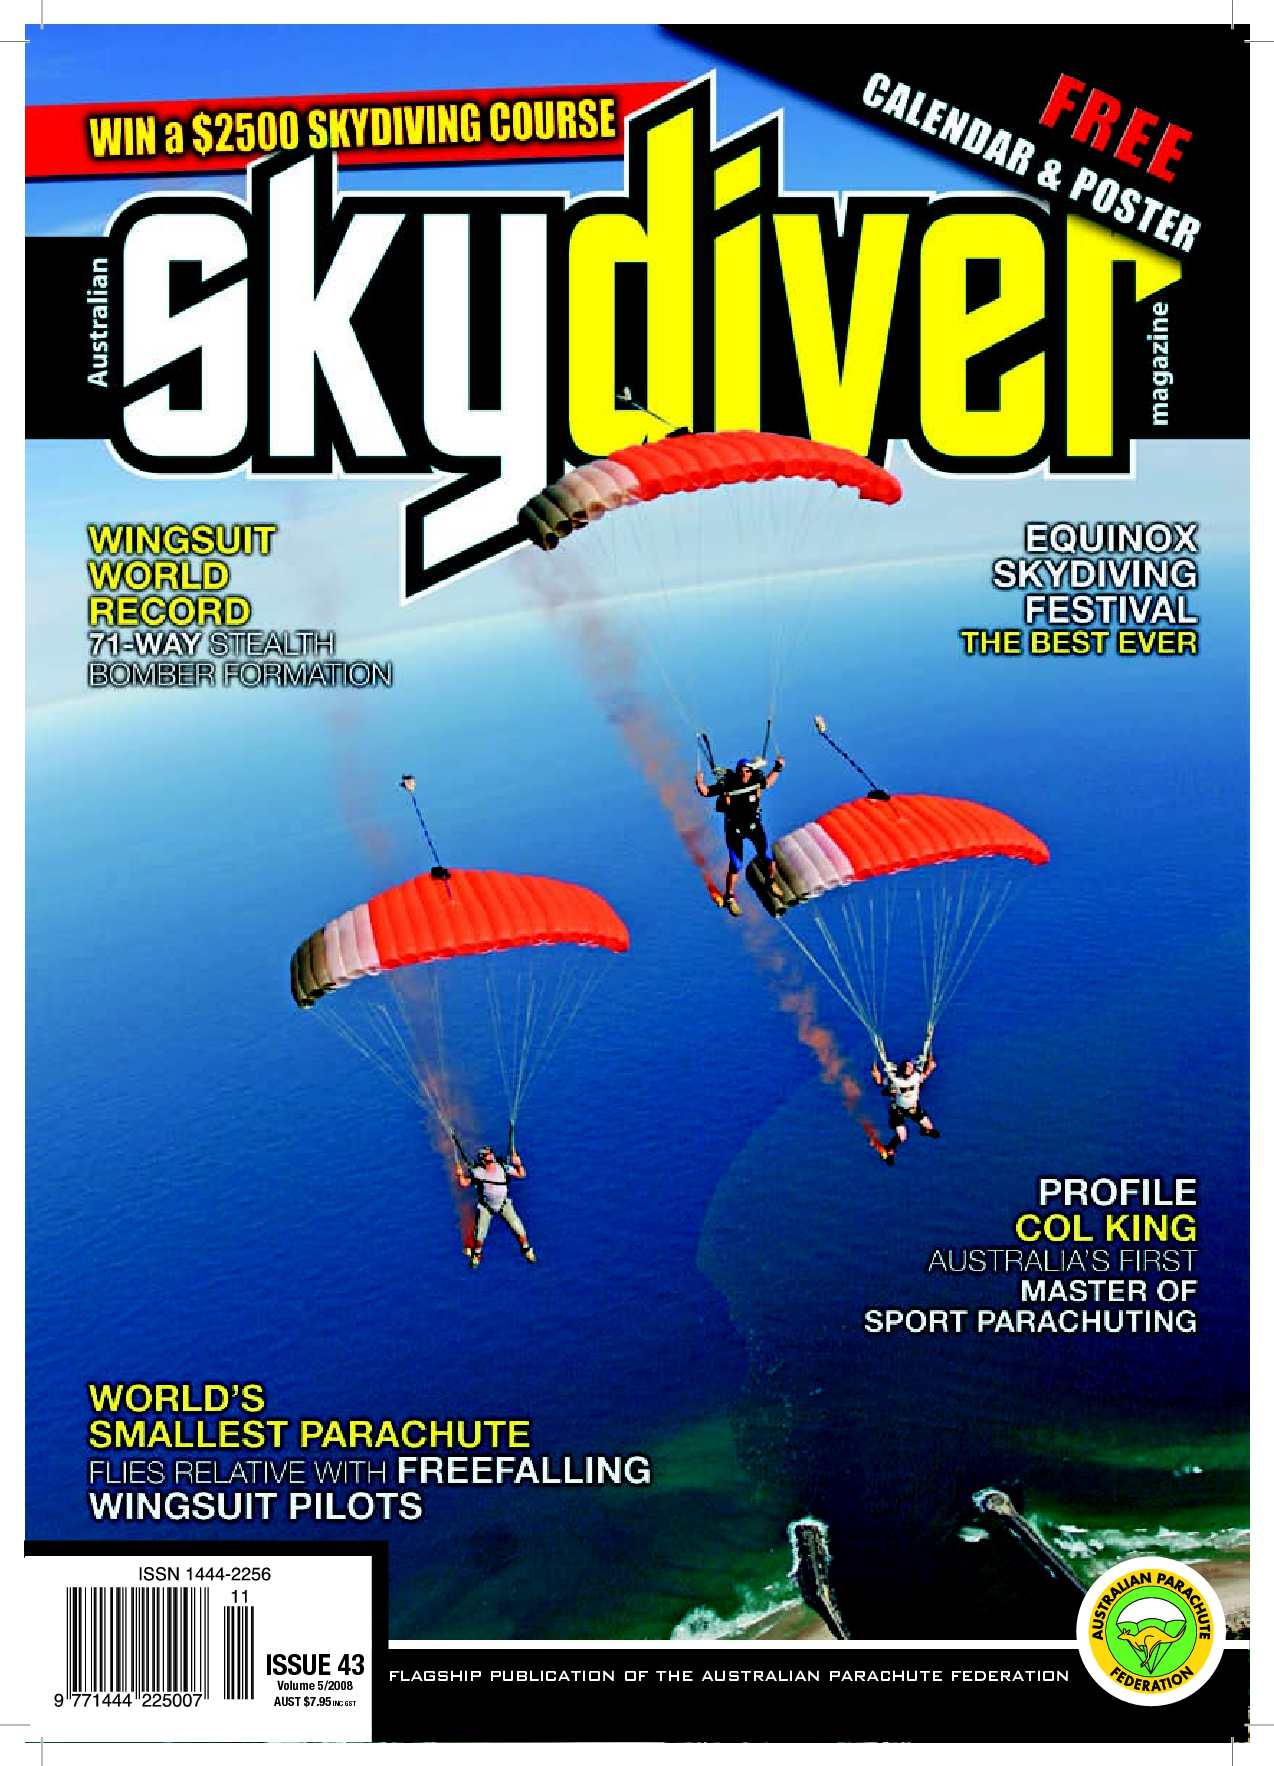 WIN a $2500 SKYDIVING COURSE
FREE
CALENDAR & POSTER
Australian
skydiver
magazine
WINGSUIT
WORLD
RECORD
71-WAY STEALTH
BOMBER FORMATION
EQUINOX
SKYDIVING
FESTIVAL
THE BEST EVER
PROFILE
COL KING
AUSTRALIA'S FIRST
MASTER OF
SPORT PARACHUTING
WORLD'S
SMALLEST PARACHUTE
FLIES RELATIVE WITH FREEFALLING
WINGSUIT PILOTS
ISSN 1444-2256
11
9 771444 225007
ISSUE 43
Volume 5/2008
AUST $7.95 INC GST
FLAGSHIP PUBLICATION OF THE AUSTRALIAN PARACHUTE FEDERATION
AUSTRALIAN PARACHUTE
FEDERATION